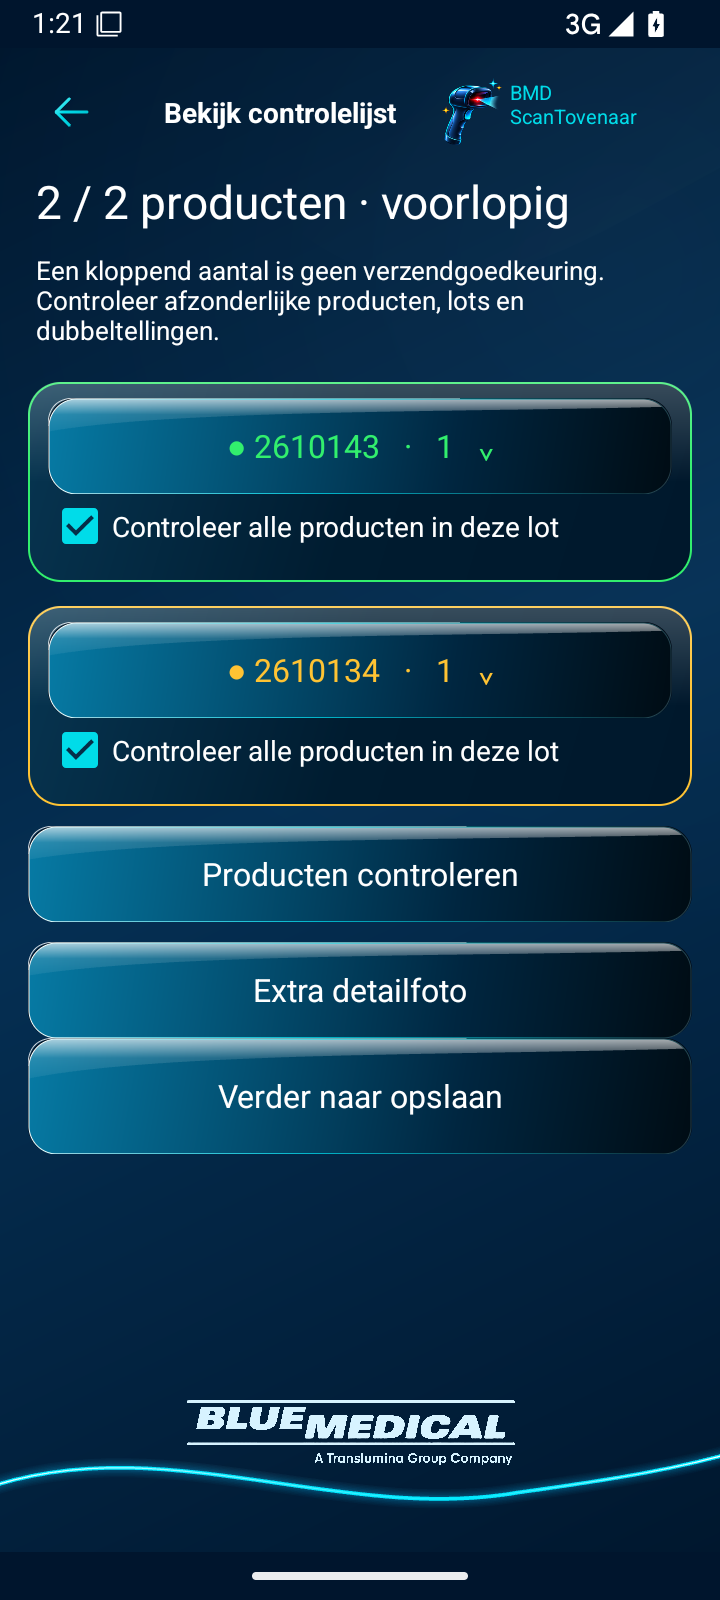 1:21
3G
Bekijk controlelijst
BMD
ScanTovenaar
2 / 2 producten · voorlopig
Een kloppend aantal is geen verzendgoedkeuring.
Controleer afzonderlijke producten, lots en
dubbeltellingen.
2610143 · 1
Controleer alle producten in deze lot
2610134 · 1
Controleer alle producten in deze lot
Producten controleren
Extra detailfoto
Verder naar opslaan
BLUEMEDICAL
A Translumina Group Company